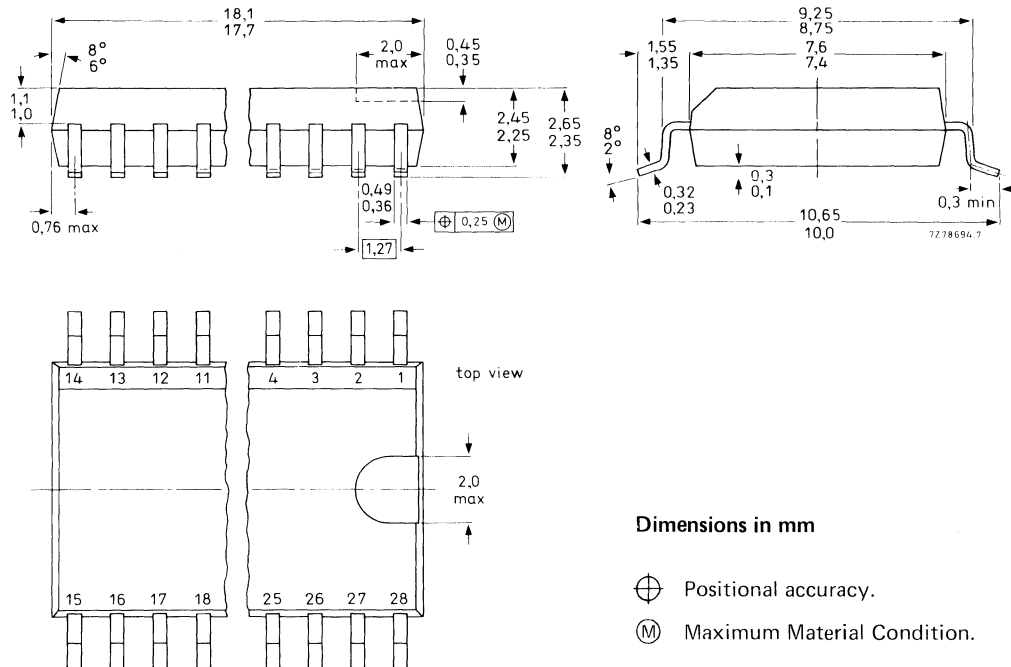 18,1
17,7
8°
6°
2,0
max
0,45
0,35
1,1
1,0
2,45
2,25
2,65
2,35
0,49
0,36
0,76 max
⌖ 0,25 Ⓜ
1,27
9,25
8,75
1,55
1,35
7,6
7,4
8°
2°
0,32
0,23
0,3
0,1
0,3 min
10,65
10,0
7Z78694.7
14 13 12 11 4 3 2 1
top view
2,0
max
15 16 17 18 25 26 27 28
Dimensions in mm
⌖ Positional accuracy.
Ⓜ Maximum Material Condition.